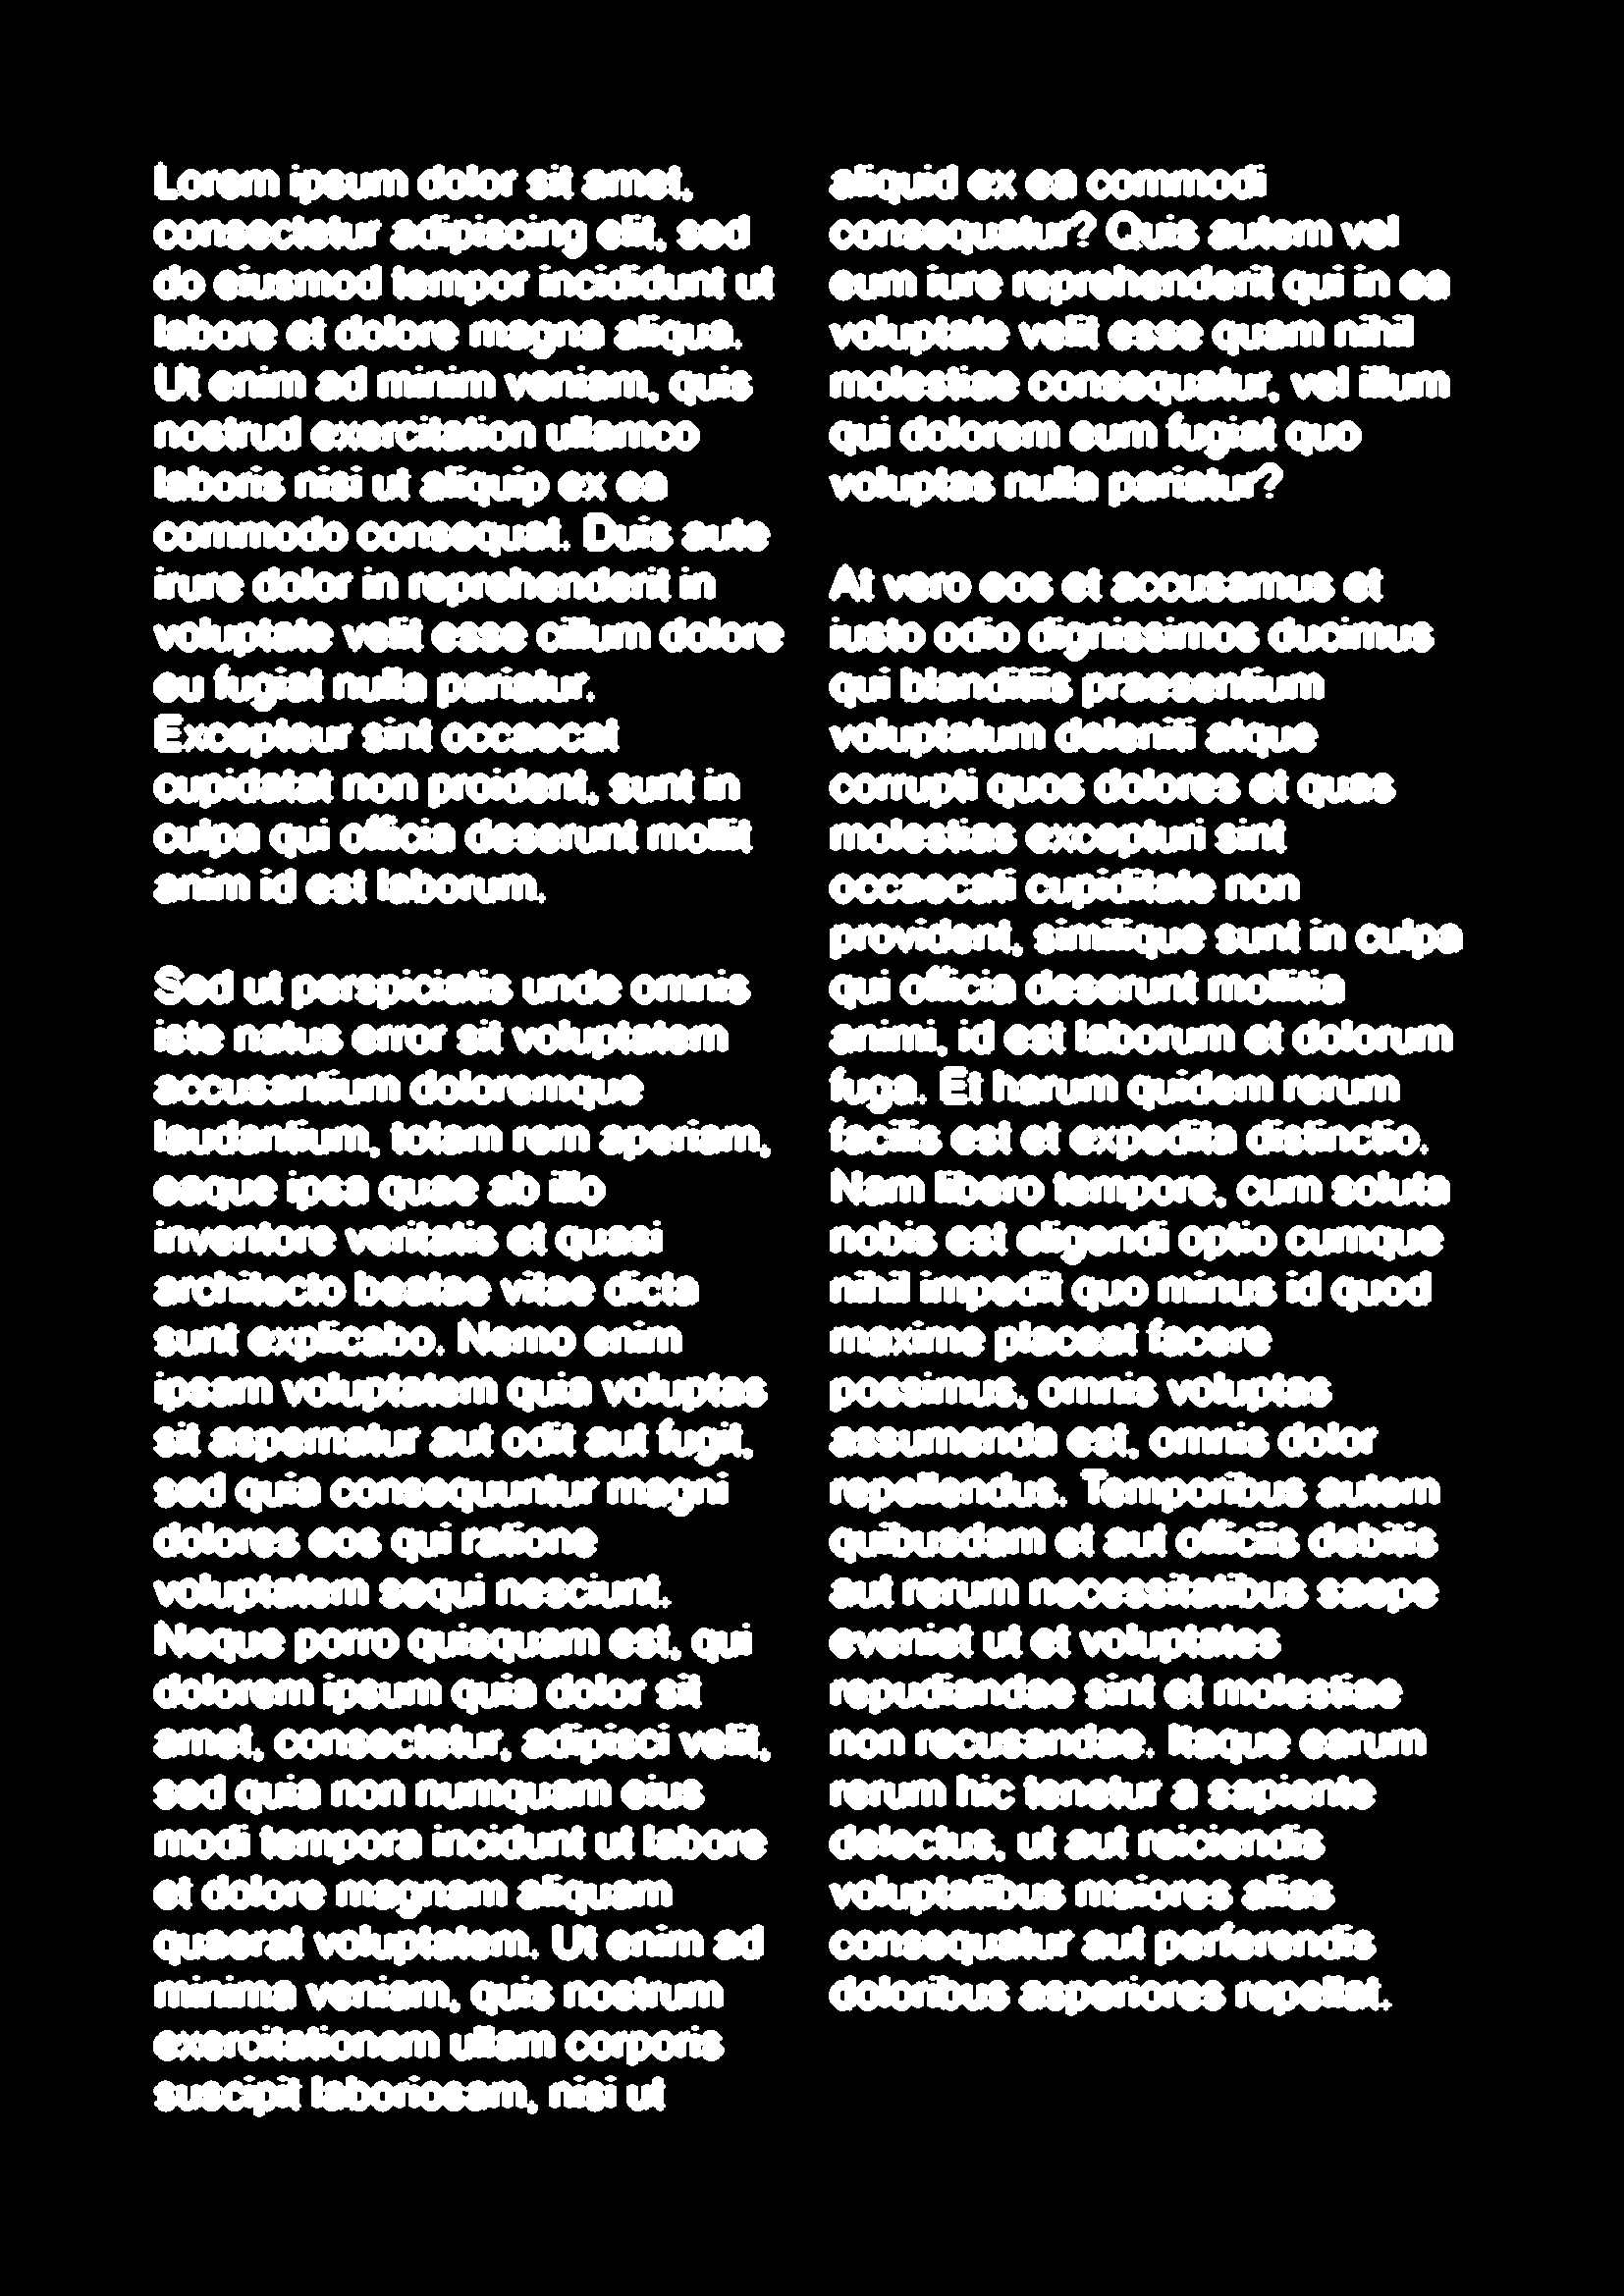 Lorem ipsum dolor sit amet,
consectetur adipiscing elit, sed
do eiusmod tempor incididunt ut
labore et dolore magna aliqua.
Ut enim ad minim veniam, quis
nostrud exercitation ullamco
laboris nisi ut aliquip ex ea
commodo consequat. Duis aute
irure dolor in reprehenderit in
voluptate velit esse cillum dolore
eu fugiat nulla pariatur.
Excepteur sint occaecat
cupidatat non proident, sunt in
culpa qui officia deserunt mollit
anim id est laborum.

Sed ut perspiciatis unde omnis
iste natus error sit voluptatem
accusantium doloremque
laudantium, totam rem aperiam,
eaque ipsa quae ab illo
inventore veritatis et quasi
architecto beatae vitae dicta
sunt explicabo. Nemo enim
ipsam voluptatem quia voluptas
sit aspernatur aut odit aut fugit,
sed quia consequuntur magni
dolores eos qui ratione
voluptatem sequi nesciunt.
Neque porro quisquam est, qui
dolorem ipsum quia dolor sit
amet, consectetur, adipisci velit,
sed quia non numquam eius
modi tempora incidunt ut labore
et dolore magnam aliquam
quaerat voluptatem. Ut enim ad
minima veniam, quis nostrum
exercitationem ullam corporis
suscipit laboriosam, nisi ut
aliquid ex ea commodi
consequatur? Quis autem vel
eum iure reprehenderit qui in ea
voluptate velit esse quam nihil
molestiae consequatur, vel illum
qui dolorem eum fugiat quo
voluptas nulla pariatur?

At vero eos et accusamus et
iusto odio dignissimos ducimus
qui blanditiis praesentium
voluptatum deleniti atque
corrupti quos dolores et quas
molestias excepturi sint
occaecati cupiditate non
provident, similique sunt in culpa
qui officia deserunt mollitia
animi, id est laborum et dolorum
fuga. Et harum quidem rerum
facilis est et expedita distinctio.
Nam libero tempore, cum soluta
nobis est eligendi optio cumque
nihil impedit quo minus id quod
maxime placeat facere
possimus, omnis voluptas
assumenda est, omnis dolor
repellendus. Temporibus autem
quibusdam et aut officiis debitis
aut rerum necessitatibus saepe
eveniet ut et voluptates
repudiandae sint et molestiae
non recusandae. Itaque earum
rerum hic tenetur a sapiente
delectus, ut aut reiciendis
voluptatibus maiores alias
consequatur aut perferendis
doloribus asperiores repellat.